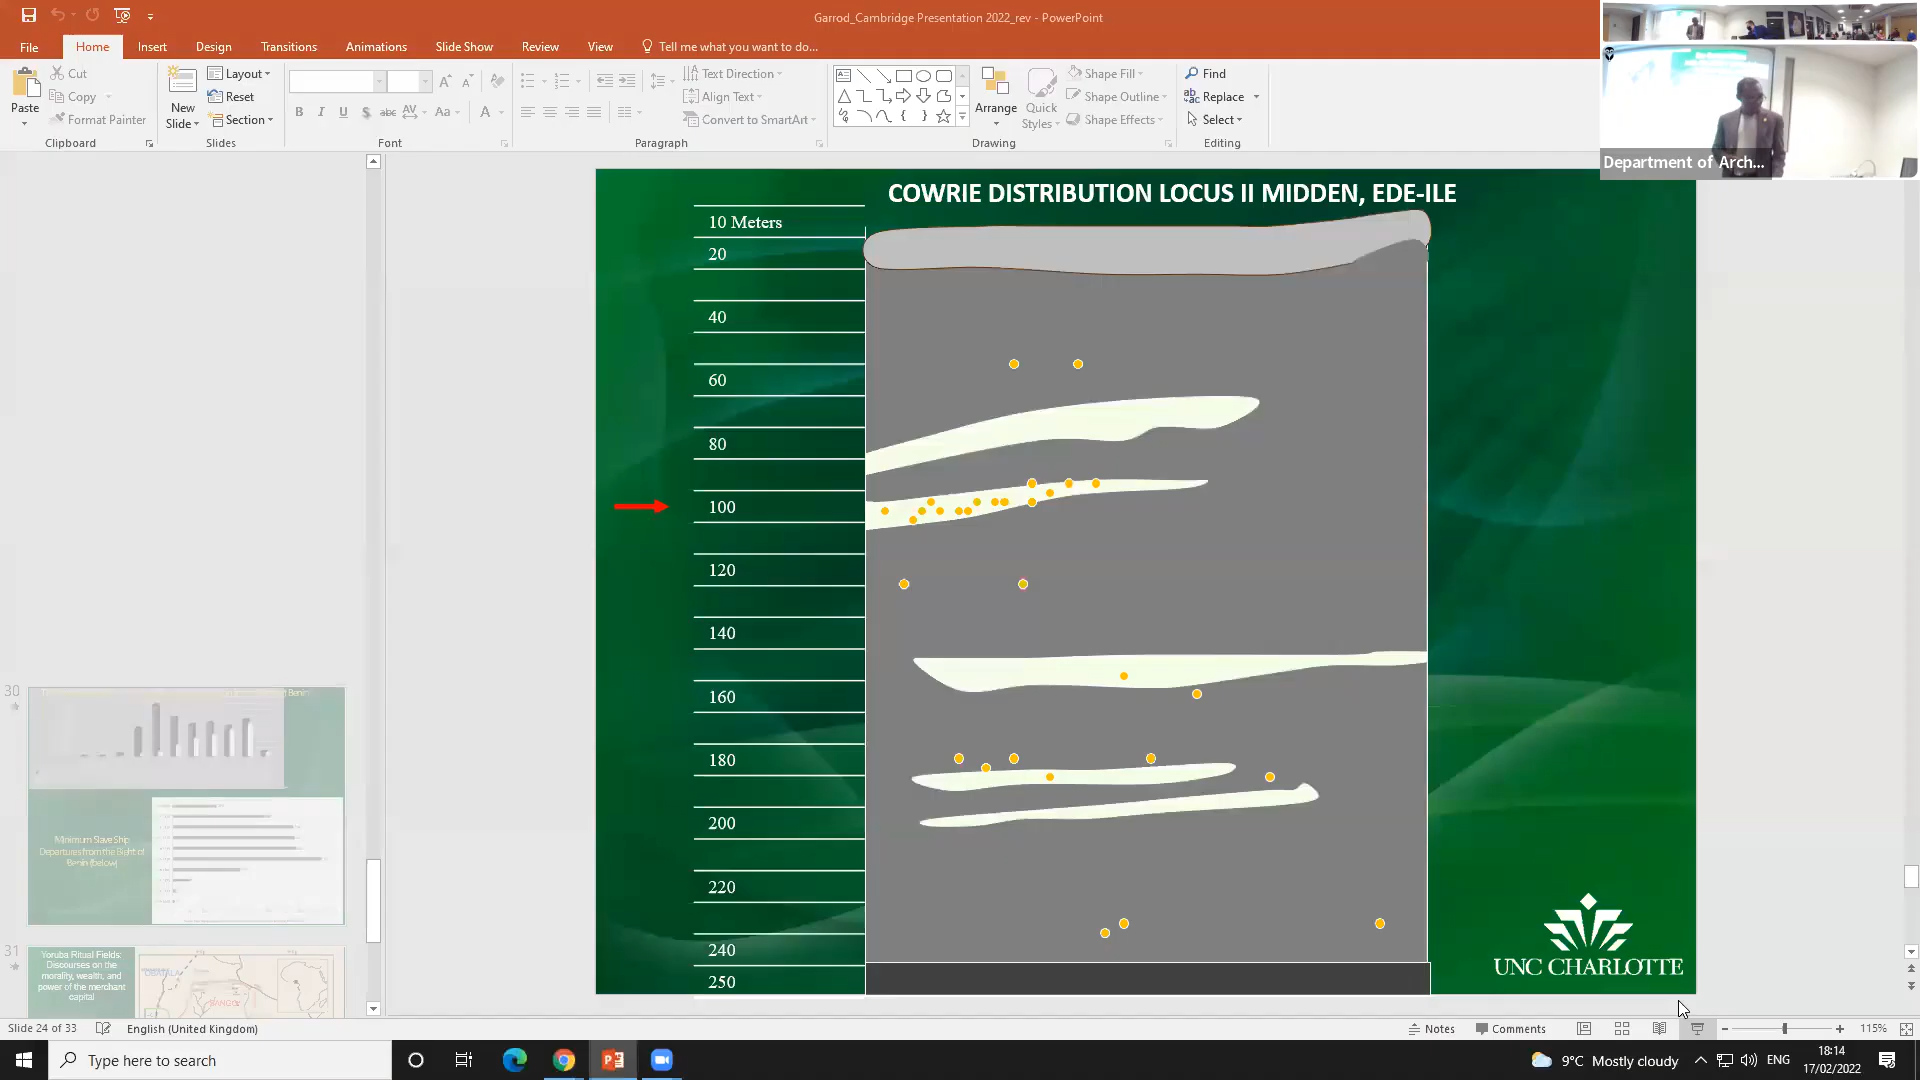 Garrod_Cambridge Presentation 2022_rev - PowerPoint
File Home Insert Design Transitions Animations Slide Show Review View Tell me what you want to do...
Paste
Cut
Copy
Format Painter
Clipboard
New Slide
Layout
Reset
Section
Slides
B I U S abc AV Aa A
Font
Text Direction
Align Text
Convert to SmartArt
Paragraph
Arrange
Quick Styles
Shape Fill
Shape Outline
Shape Effects
Drawing
Find
Replace
Select
Editing
Department of Arch...
COWRIE DISTRIBUTION LOCUS II MIDDEN, EDE-ILE
10 Meters
20
40
60
80
100
120
140
160
180
200
220
240
250
UNC CHARLOTTE
30
Minimum Slave Ship
Departures from the Bight of
Benin (below)
31
Yoruba Ritual Fields:
Discourses on the
morality, wealth, and
power of the merchant
capital
Slide 24 of 33 English (United Kingdom) Notes Comments 115%
Type here to search
9°C Mostly cloudy ENG
18:14
17/02/2022